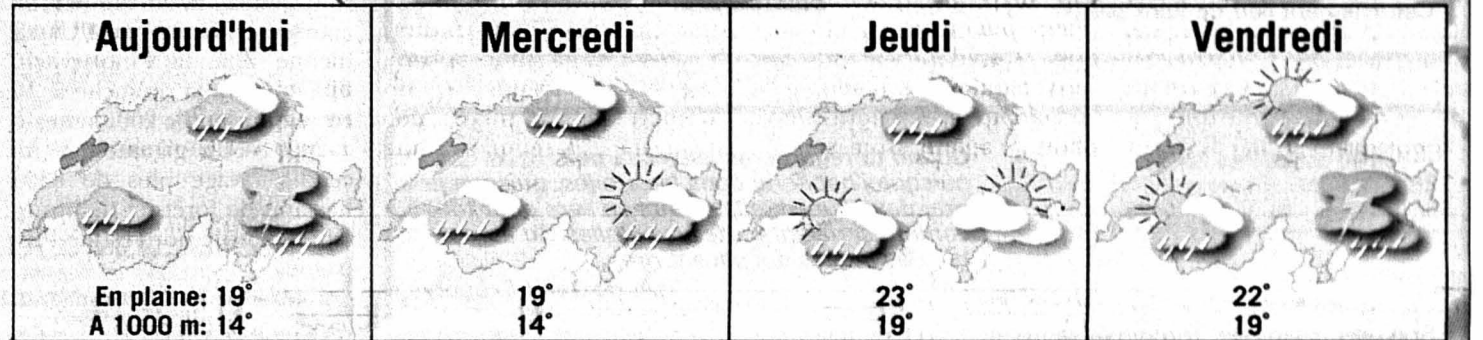 Aujourd'hui
En plaine: 19°
A 1000 m: 14°
Mercredi
19°
14°
Jeudi
23°
19°
Vendredi
22°
19°